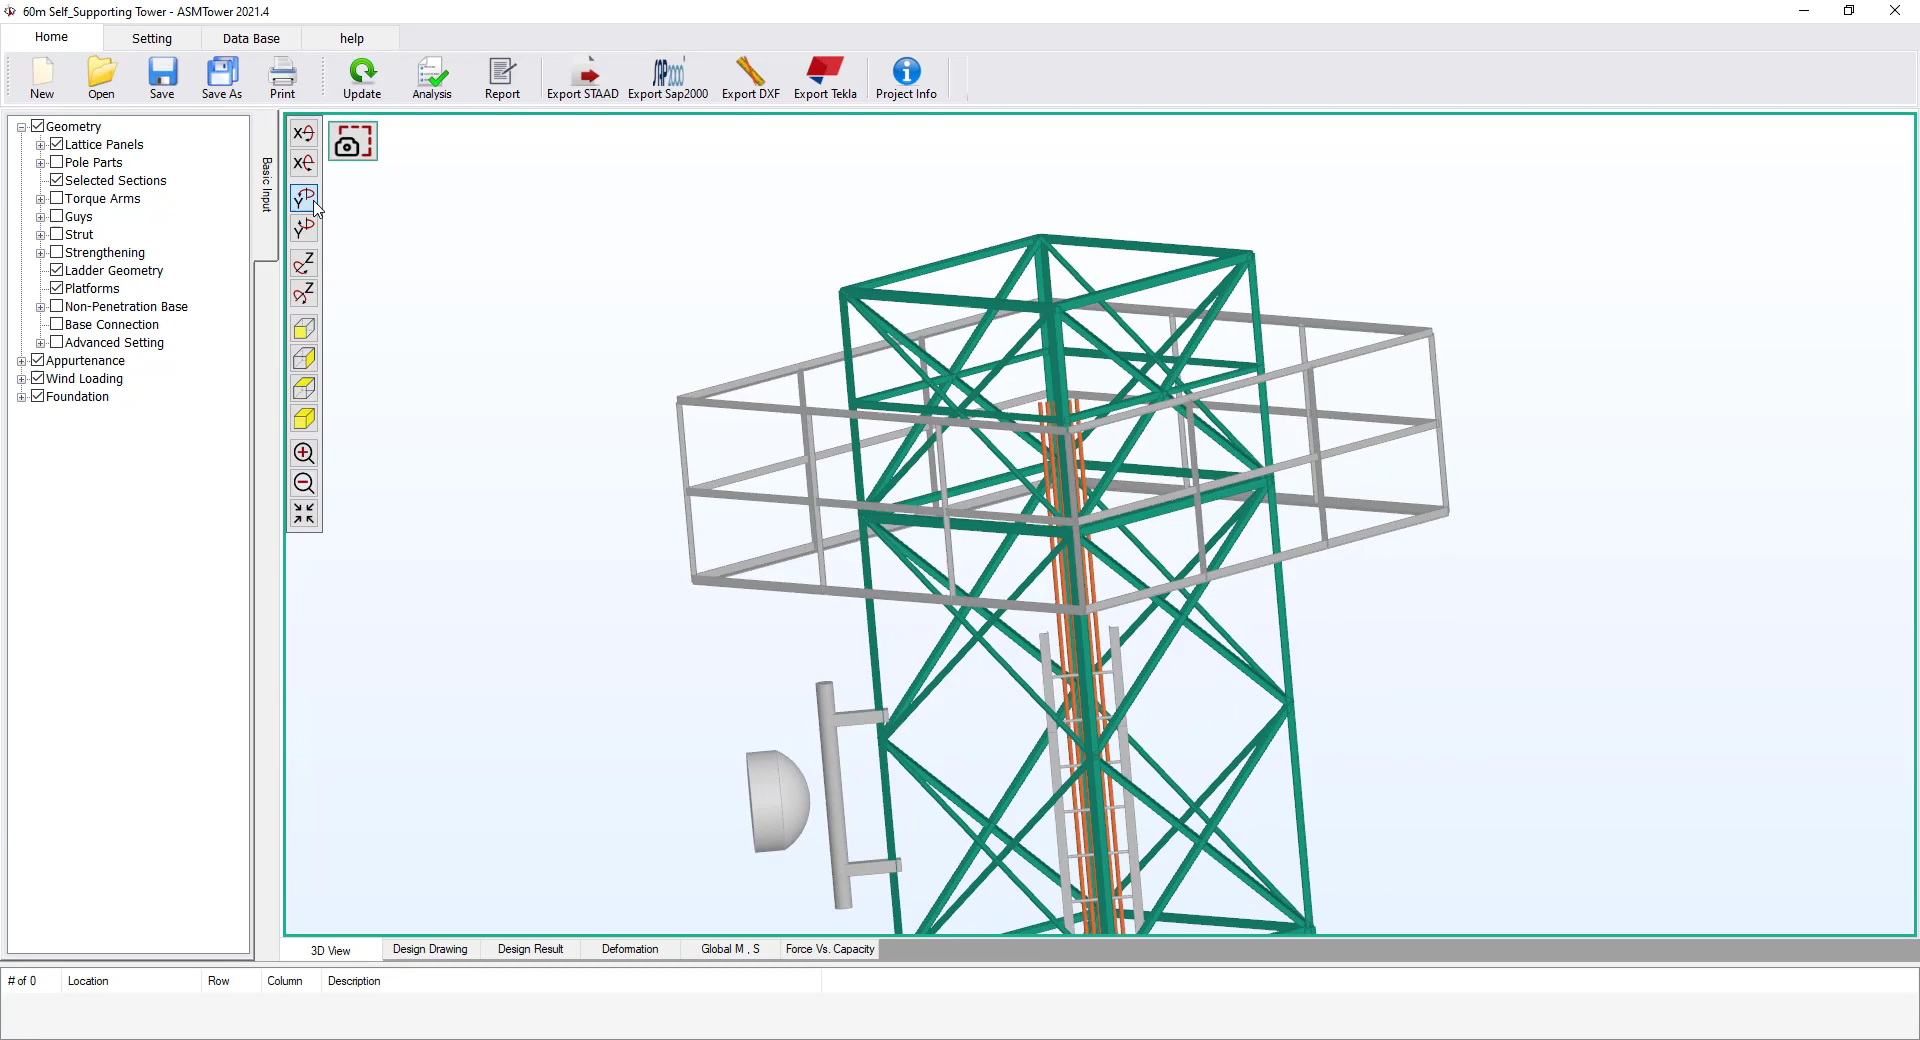 60m Self_Supporting Tower - ASMTower 2021.4
Home
Setting
Data Base
help
New
Open
Save
Save As
Print
Update
Analysis
Report
Export STAAD
SAP2000
Export Sap2000
Export DXF
Export Tekla
Project Info
Geometry
Lattice Panels
Pole Parts
Selected Sections
Torque Arms
Guys
Strut
Strengthening
Ladder Geometry
Platforms
Non-Penetration Base
Base Connection
Advanced Setting
Appurtenance
Wind Loading
Foundation
Basic Input
X
X
Y
Y
Z
Z
3D View
Design Drawing
Design Result
Deformation
Global M , S
Force Vs. Capacity
# of 0
Location
Row
Column
Description